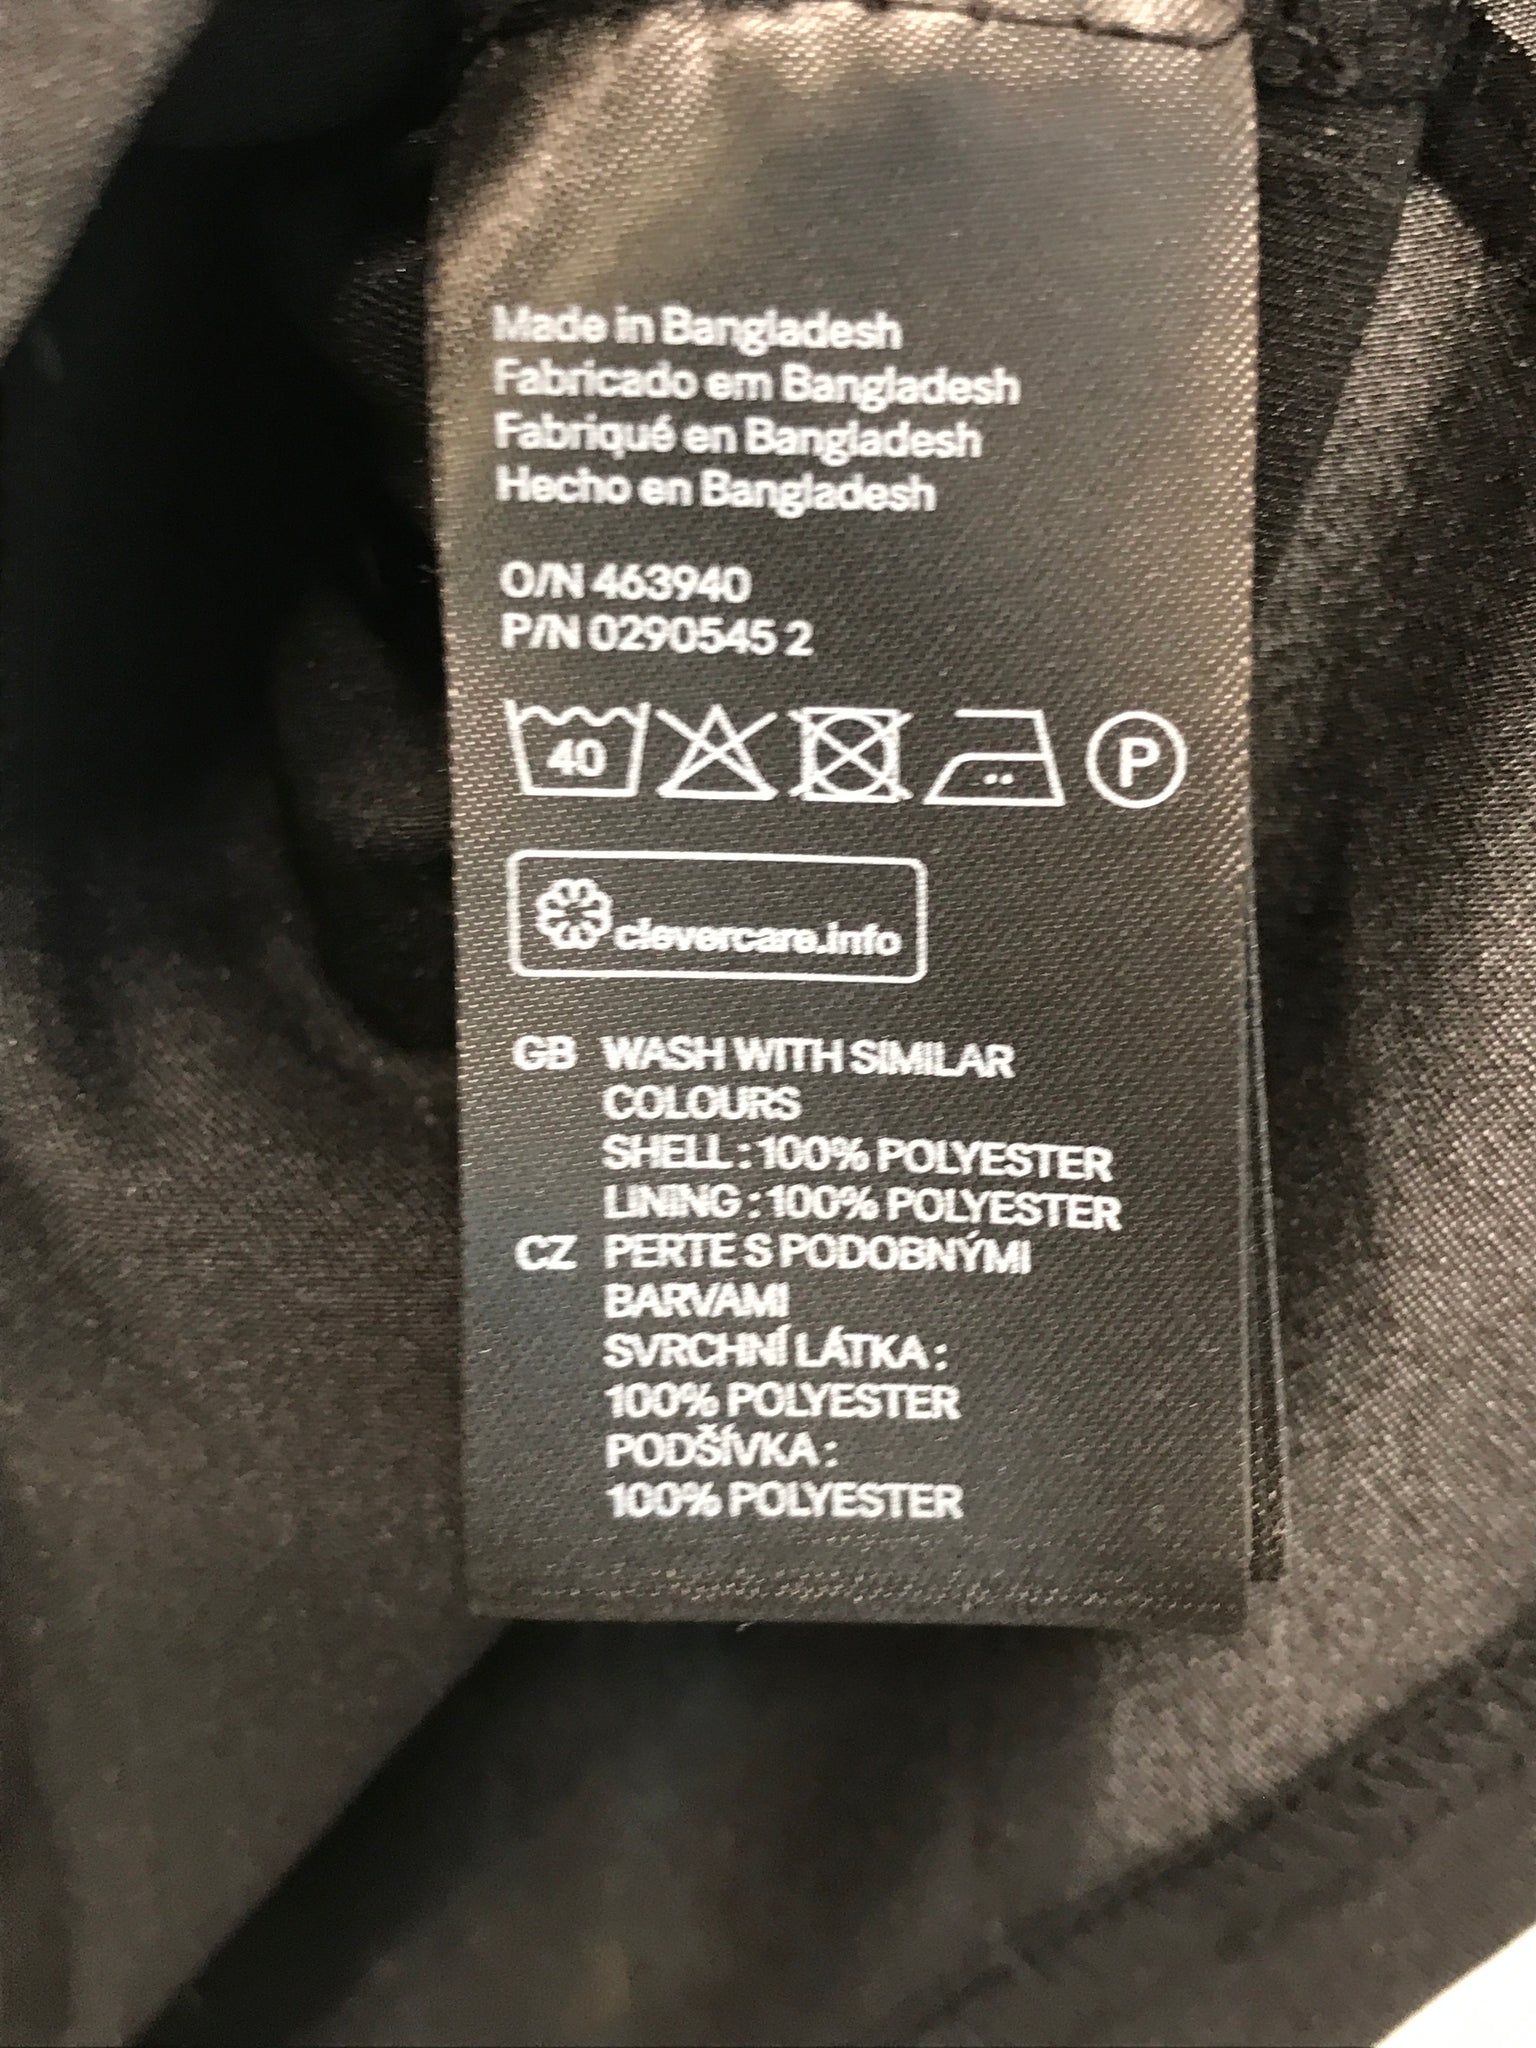 Made in Bangladesh
Fabricado em Bangladesh
Fabriqué en Bangladesh
Hecho en Bangladesh
O/N 463940
P/N 0290545 2
40 P
clevercare.info
GB WASH WITH SIMILAR
COLOURS
SHELL : 100% POLYESTER
LINING : 100% POLYESTER
CZ PERTE S PODOBNÝMI
BARVAMI
SVRCHNÍ LÁTKA :
100% POLYESTER
PODŠÍVKA :
100% POLYESTER